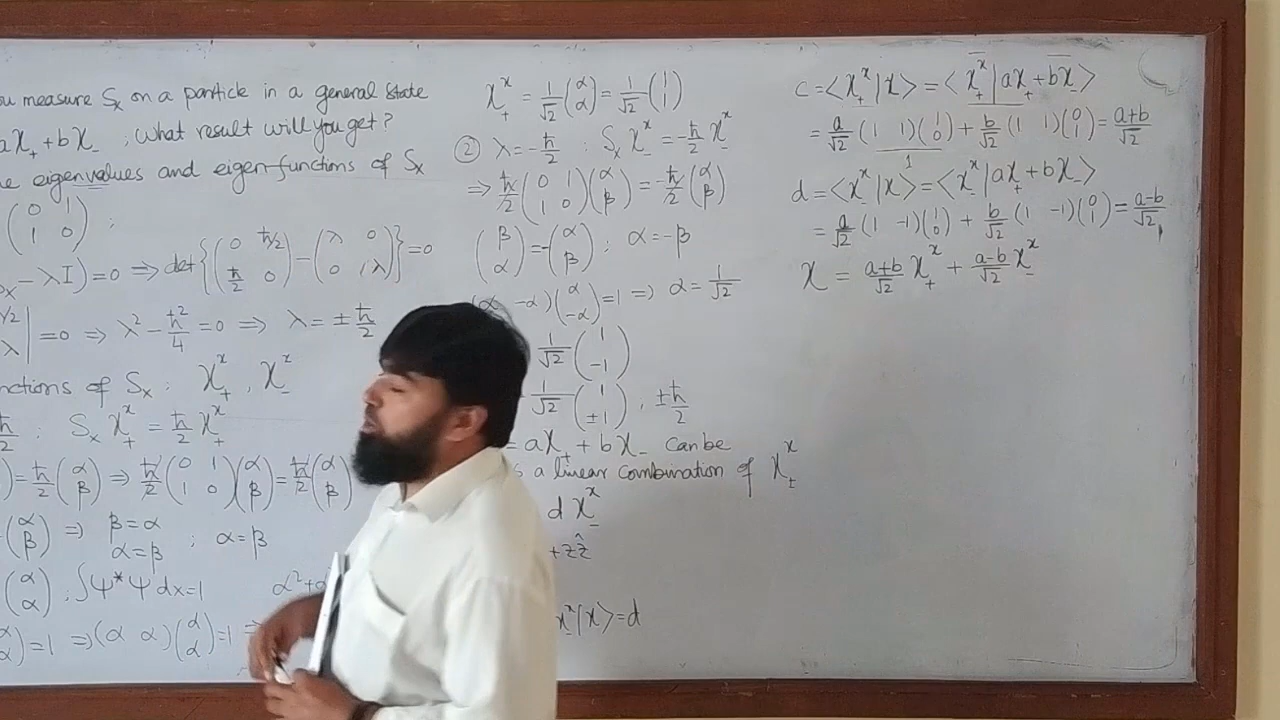 measure Sₓ on a particle in a general state
aχ₊ + bχ₋ , what result will you get?
eigenvalues and eigen-functions of Sₓ
(0 1; 1 0) ;
− λI) = 0 ⇒ det{(0 ħ/2; ħ/2 0) − (λ 0; 0 λ)} = 0
= 0 ⇒ λ² − ħ²/4 = 0 ⇒ λ = ± ħ/2
of Sₓ : χ₊ˣ , χ₋ˣ
: Sₓ χ₊ˣ = ħ/2 χ₊ˣ
= ħ/2 (α; β) ⇒ ħ/2 (0 1; 1 0)(α; β) = ħ/2 (α; β)
(α; β) ⇒ β = α
α = β ; α = β
(α; α) ; ∫Ψ* Ψ dx = 1
= 1 ⇒ (α α)(α; α) = 1
χ₊ˣ = 1/√2 (α; α) = 1/√2 (1; 1)
② λ = −ħ/2 : Sₓ χ₋ˣ = −ħ/2 χ₋ˣ
⇒ ħ/2 (0 1; 1 0)(α; β) = −ħ/2 (α; β)
(β; α) = −(α; β) ; α = −β
(α −α)(α; −α) = 1 ⇒ α = 1/√2
1/√2 (1; −1)
1/√2 (1; ±1) , ±ħ/2
= aχ₊ + bχ₋ can be
a linear combination of χ±ˣ
d χ₋ˣ
+ zẑ
|χ⟩ = d
c = ⟨χ₊ˣ|χ⟩ = ⟨χ₊ˣ|aχ₊ + bχ₋⟩
= a/√2 (1 1)(1; 0) + b/√2 (1 1)(0; 1) = a+b/√2
1
d = ⟨χ₋ˣ|χ⟩ = ⟨χ₋ˣ|aχ₊ + bχ₋⟩
= a/√2 (1 −1)(1; 0) + b/√2 (1 −1)(0; 1) = a−b/√2
χ = a+b/√2 χ₊ˣ + a−b/√2 χ₋ˣ